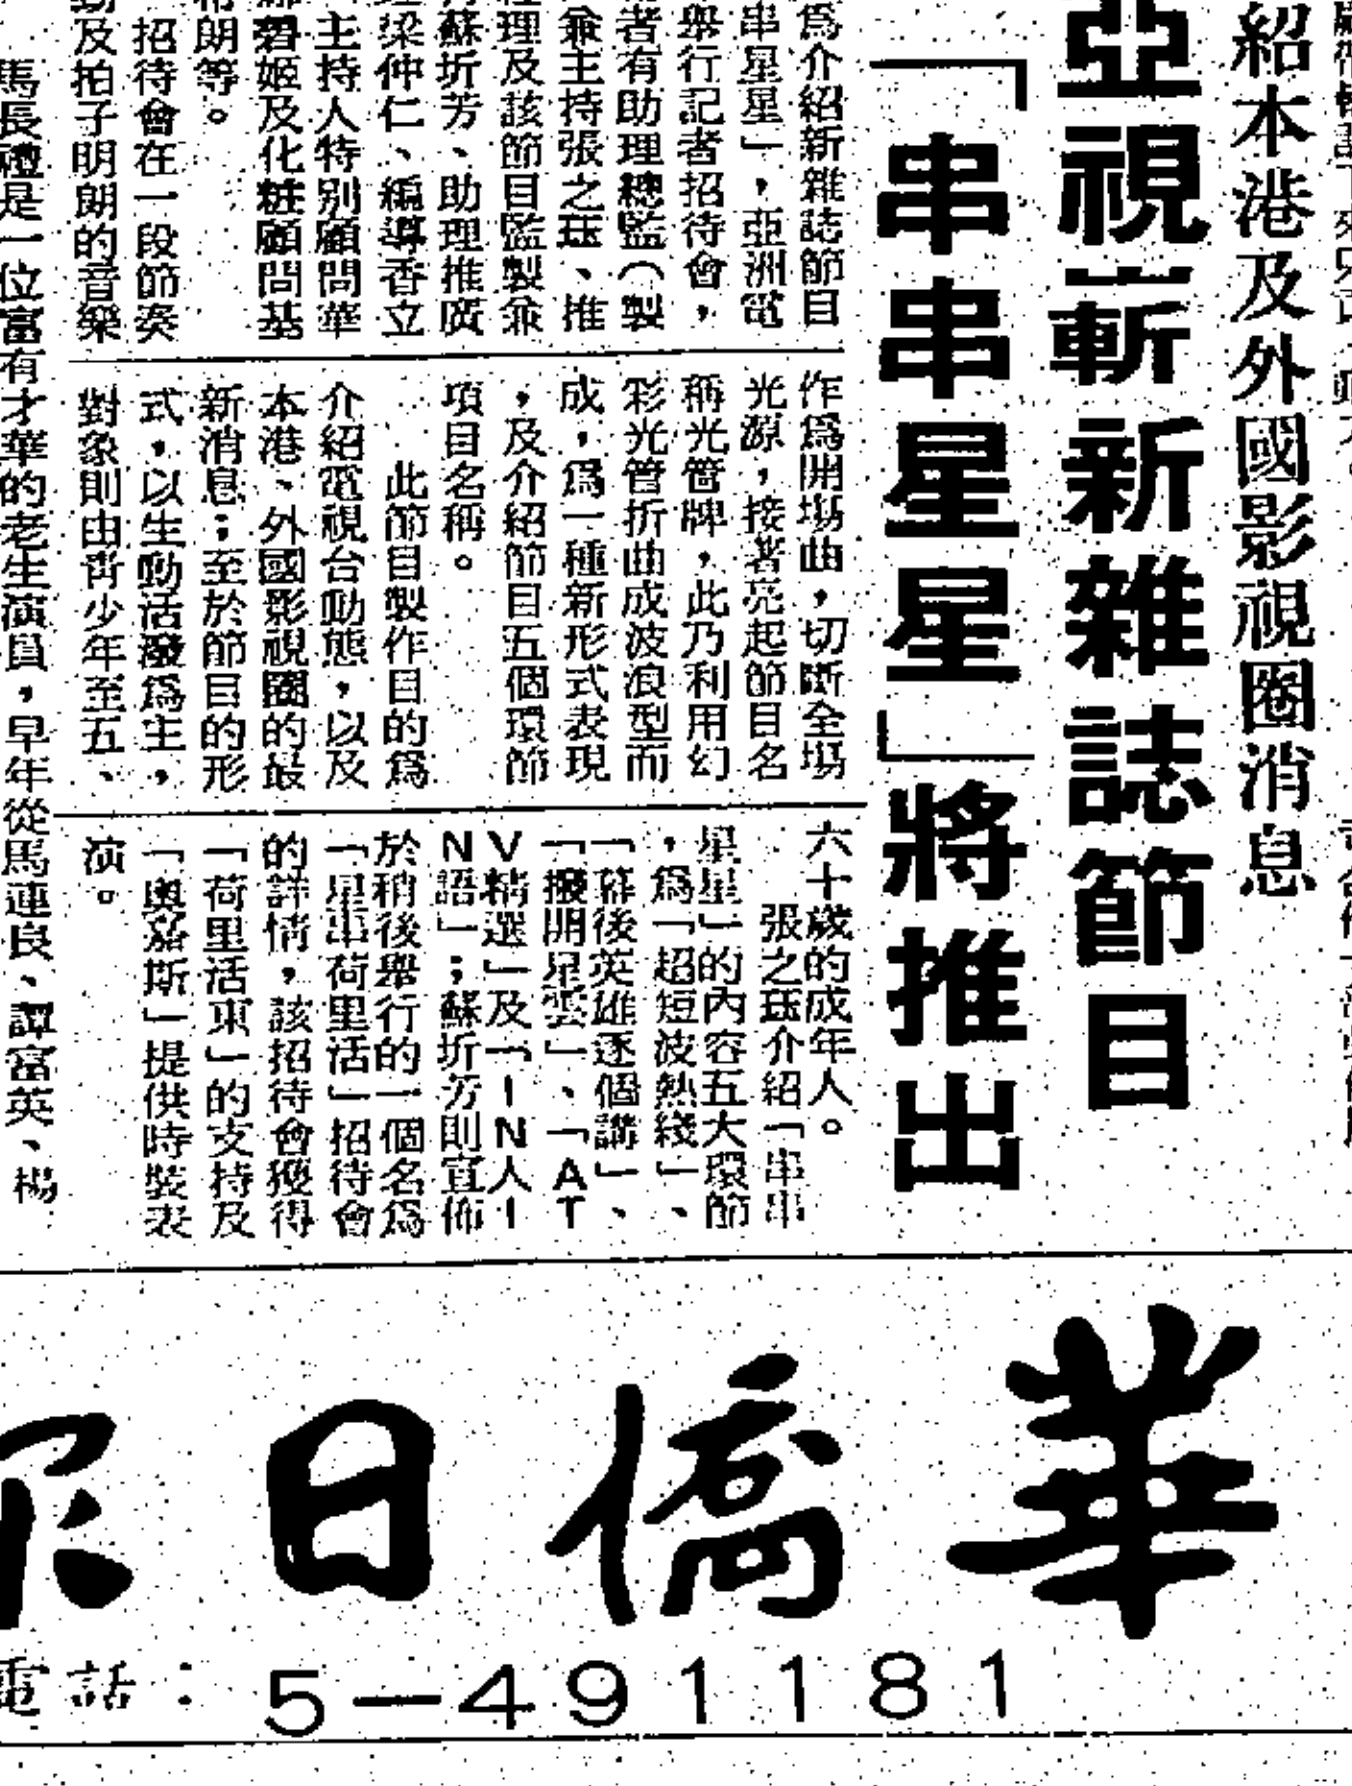 紹本港及外國影視圈消息
亞視嶄新雜誌節目
「串串星星」將推出
爲介紹新雜誌節目
串星星」，亞洲電
舉行記者招待會，
者有助理總監（製
兼主持張之珏、推
理及該節目監製兼
蘇圻芳、助理推廣
梁仲仁、編導香立
主持人特別顧問華
碧姬及化粧顧問基
朗等。
招待會在一段節奏
及拍子明朗的音樂
作爲開場曲，切斷全場
光源，接著亮起節目名
稱光管牌，此乃利用幻
彩光管折曲成波浪型而
成，爲一種新形式表現
，及介紹節目五個環節
項目名稱。
此節目製作目的爲
介紹電視台動態，以及
本港、外國影視圈的最
新消息；至於節目的形
式，以生動活潑爲主，
對象則由青少年至五、
六十歲的成年人。
張之珏介紹「串串
星星」的內容五大環節
，爲「超短波熱綫」、
「幕後英雄逐個講」、
「撥開星雲」、「AT
V精選」及「IN人I
N語」；蘇圻芳則宣佈
於稍後舉行的一個名爲
「星串荷里活」招待會
的詳情，該招待會獲得
「荷里活東」的支持及
「奧嘉斯」提供時裝表
演。
馬長禮是一位富有才華的老生演員，早年從馬連良、譚富英、楊
華僑日
電話：5—491181